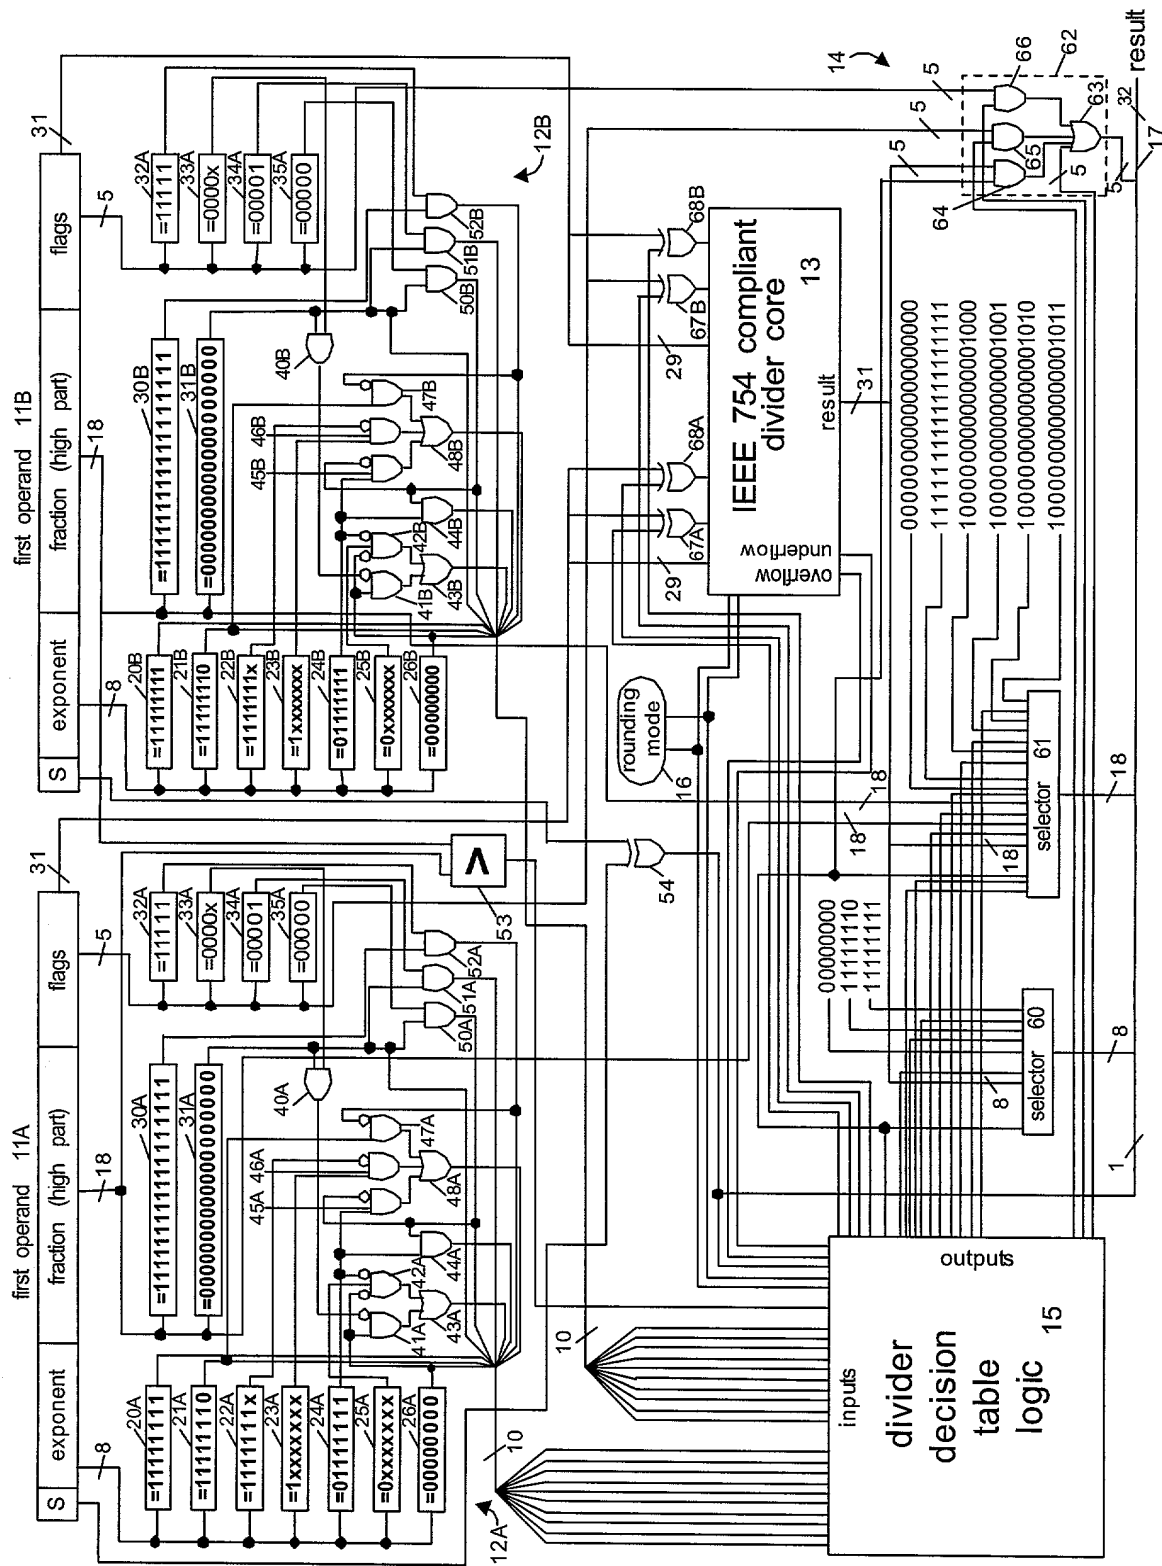 first operand 11A
S
exponent
fraction (high part)
flags
8
18
5
31
20A
=11111111
21A
=11111110
22A
=1111111x
23A
=1xxxxxxx
24A
=01111111
25A
=0xxxxxxx
26A
=00000000
30A
=111111111111111111
31A
=000000000000000000
32A
=11111
33A
=0000x
34A
=00001
35A
=00000
40A
41A
42A
43A
44A
45A
46A
47A
48A
50A
51A
52A
12A
10
53
<
54
first operand 11B
S
exponent
fraction (high part)
flags
8
18
5
31
20B
=11111111
21B
=11111110
22B
=1111111x
23B
=1xxxxxxx
24B
=01111111
25B
=0xxxxxxx
26B
=00000000
30B
=111111111111111111
31B
=000000000000000000
32A
=11111
33A
=0000x
34A
=00001
35A
=00000
40B
41B
42B
43B
44B
45B
46B
47B
48B
50B
51B
52B
12B
10
rounding
mode
16
29
67A
68A
29
67B
68B
overflow
underflow
IEEE 754 compliant
divider core
13
result
31
14
5
5
5
66
65
64
63
62
5
5
inputs
divider
decision
table
logic
15
outputs
00000000
11111110
11111111
8
selector 60
8
18
18
18
000000000000000000
111111111111111111
100000000000001000
100000000000001001
100000000000001010
100000000000001011
selector 61
18
1
32
17
result